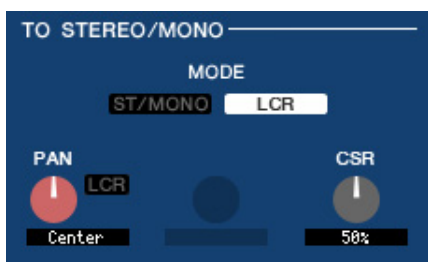 TO STEREO/MONO
MODE
ST/MONO LCR
PAN CSR
LCR
Center 50%